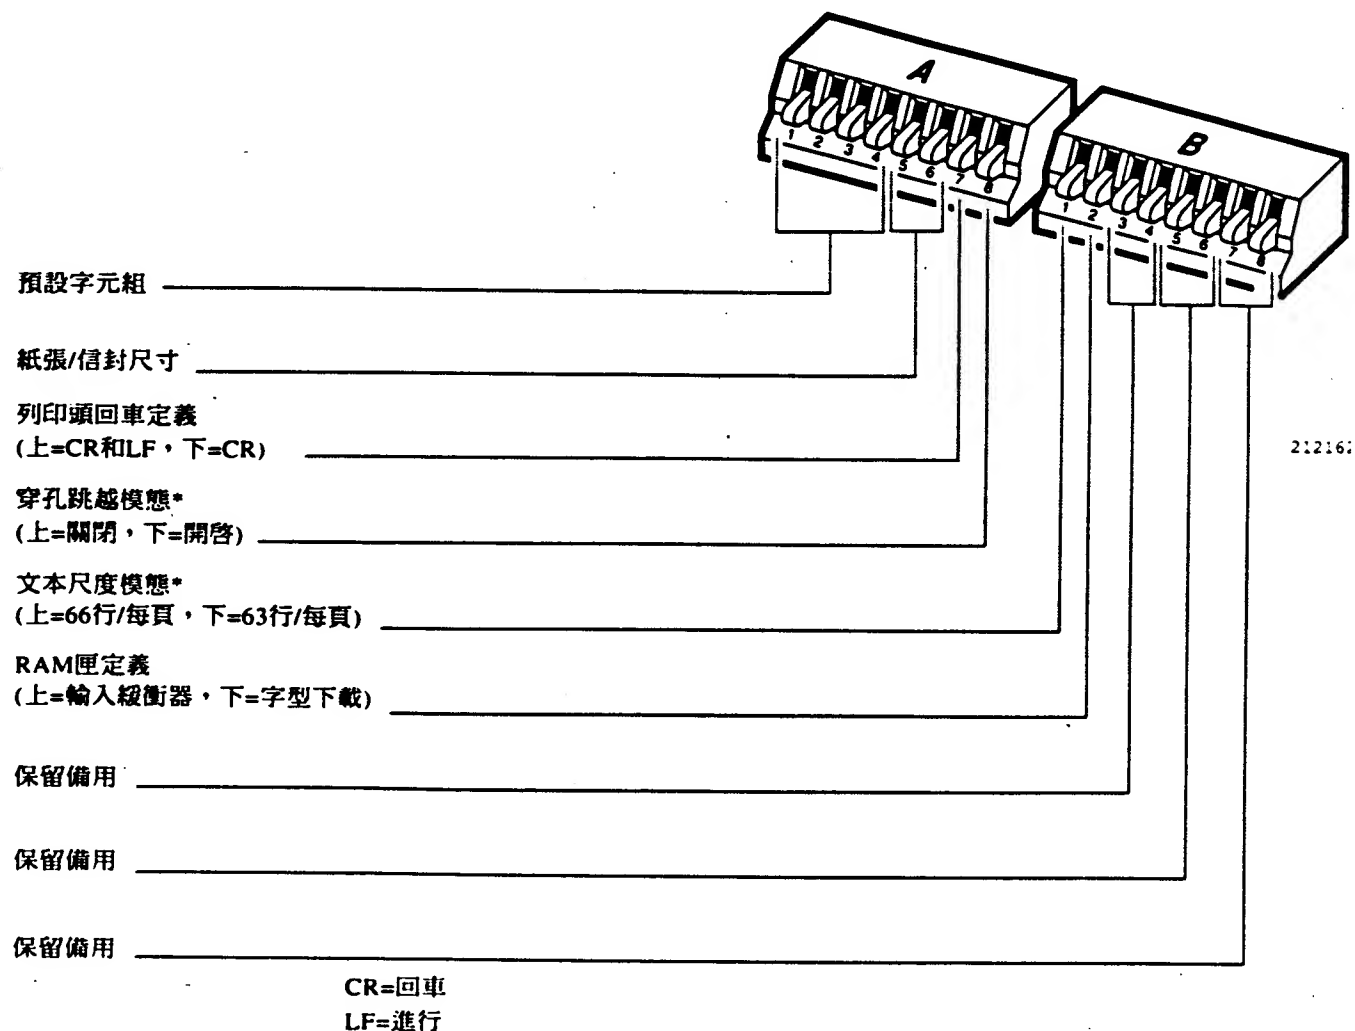 A
1 2 3 4 5 6 7 8
B
1 2 3 4 5 6 7 8
預設字元組
紙張/信封尺寸
列印頭回車定義
(上=CR和LF，下=CR)
212162
穿孔跳越模態*
(上=關閉，下=開啓)
文本尺度模態*
(上=66行/每頁，下=63行/每頁)
RAM匣定義
(上=輸入緩衝器，下=字型下載)
保留備用
保留備用
保留備用
CR=回車
LF=進行